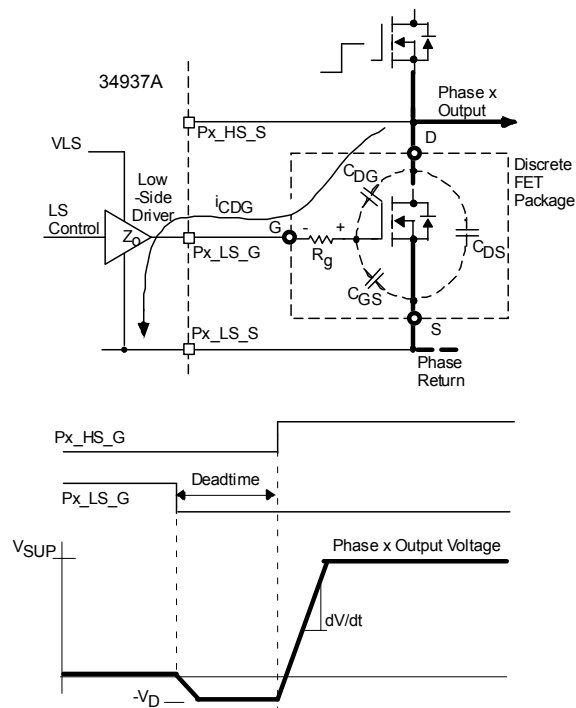 34937A
Phase x
Output
Px_HS_S
D
VLS
Discrete
FET
Package
CDG
Low
-Side
Driver
iCDG
LS
Control
ZO
G
-
+
Rg
CDS
Px_LS_G
CGS
Px_LS_S
S
Phase
Return
Px_HS_G
Deadtime
Px_LS_G
VSUP
Phase x Output Voltage
dV/dt
-VD